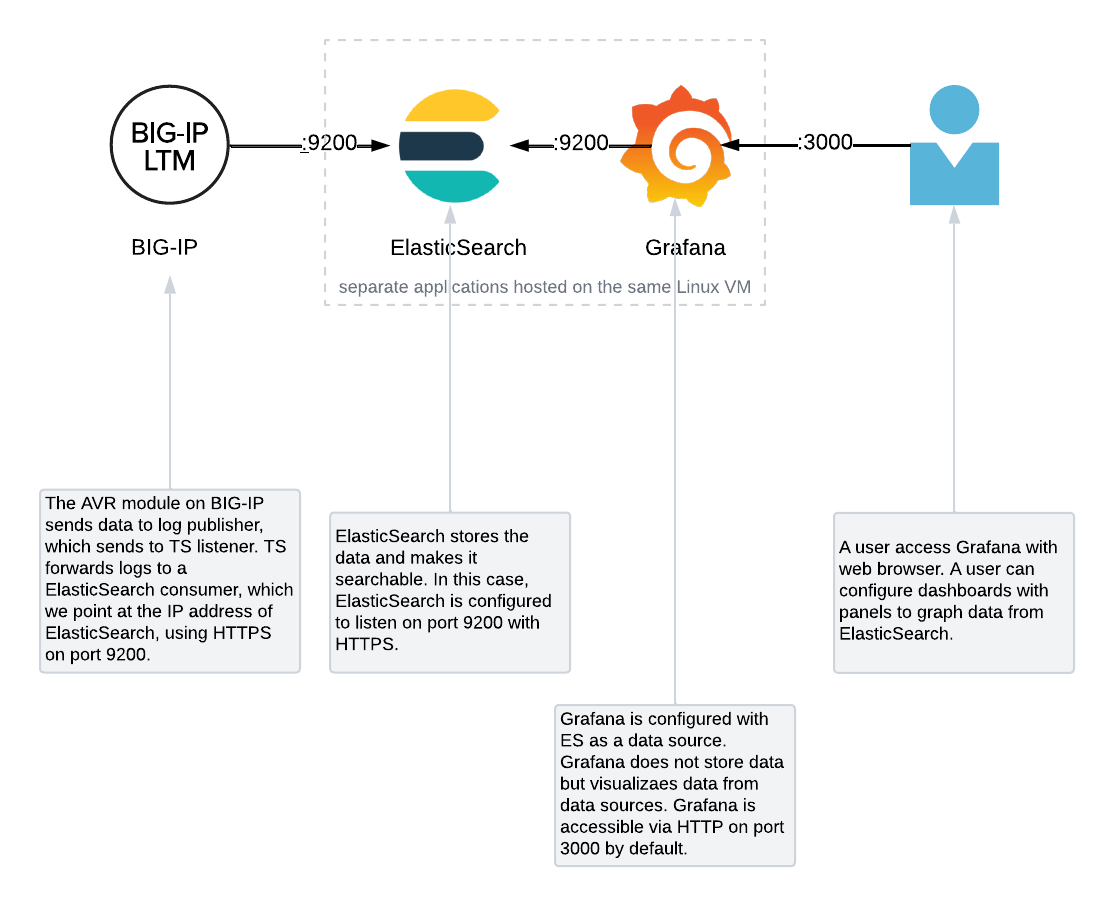 BIG-IP
LTM
:9200
:9200
:3000
BIG-IP
ElasticSearch
Grafana
separate applications hosted on the same Linux VM
The AVR module on BIG-IP
sends data to log publisher,
which sends to TS listener. TS
forwards logs to a
ElasticSearch consumer, which
we point at the IP address of
ElasticSearch, using HTTPS
on port 9200.
ElasticSearch stores the
data and makes it
searchable. In this case,
ElasticSearch is configured
to listen on port 9200 with
HTTPS.
Grafana is configured with
ES as a data source.
Grafana does not store data
but visualizaes data from
data sources. Grafana is
accessible via HTTP on port
3000 by default.
A user access Grafana with
web browser. A user can
configure dashboards with
panels to graph data from
ElasticSearch.